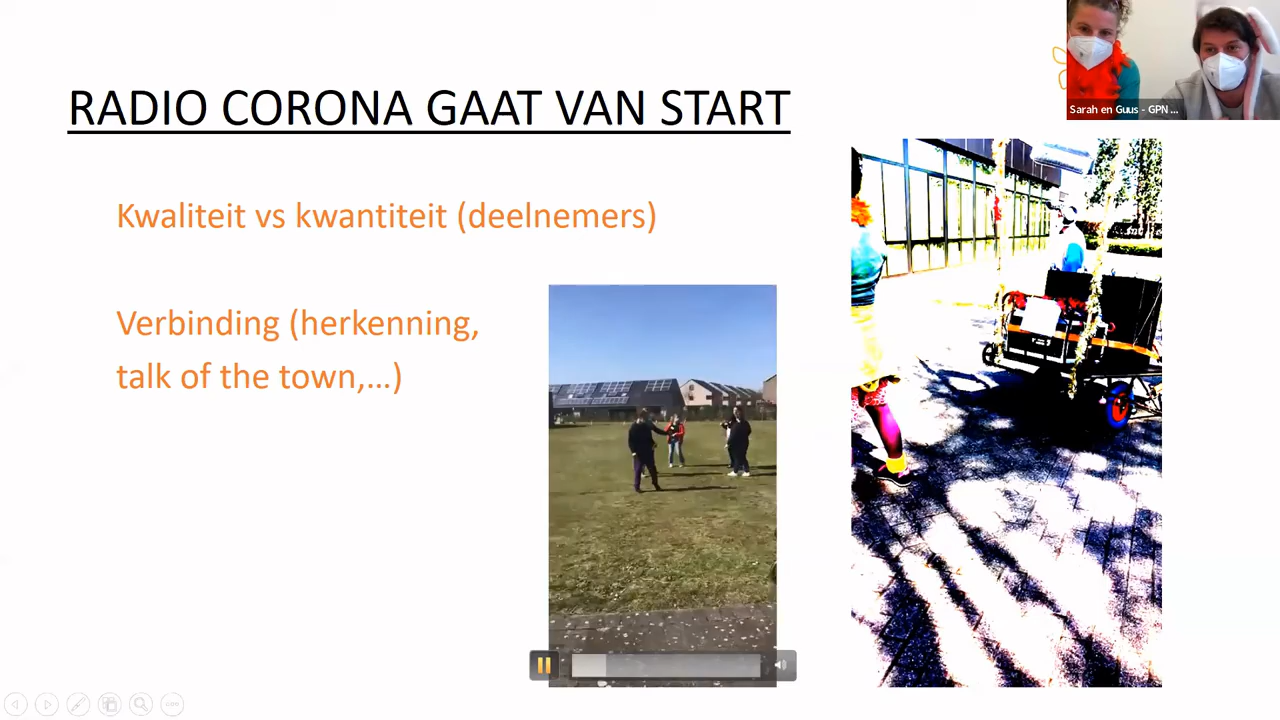 RADIO CORONA GAAT VAN START
Sarah en Guus - GPN ...
Kwaliteit vs kwantiteit (deelnemers)
Verbinding (herkenning,
talk of the town,...)